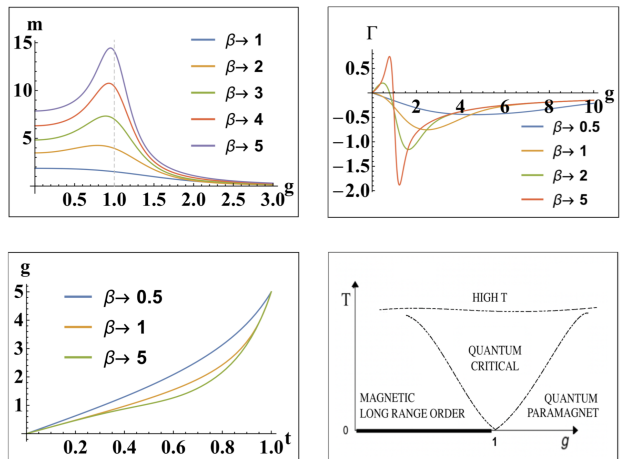 m
15
10
5
β→ 1
β→ 2
β→ 3
β→ 4
β→ 5
0.5 1.0 1.5 2.0 2.5 3.0 g
Γ
0.5
2 4 6 8 10 g
-0.5
-1.0
-1.5
-2.0
β→ 0.5
β→ 1
β→ 2
β→ 5
g
5
4
3
2
1
β→ 0.5
β→ 1
β→ 5
0.2 0.4 0.6 0.8 1.0 t
T
HIGH T
QUANTUM
CRITICAL
MAGNETIC
LONG RANGE ORDER
QUANTUM
PARAMAGNET
0
1
g